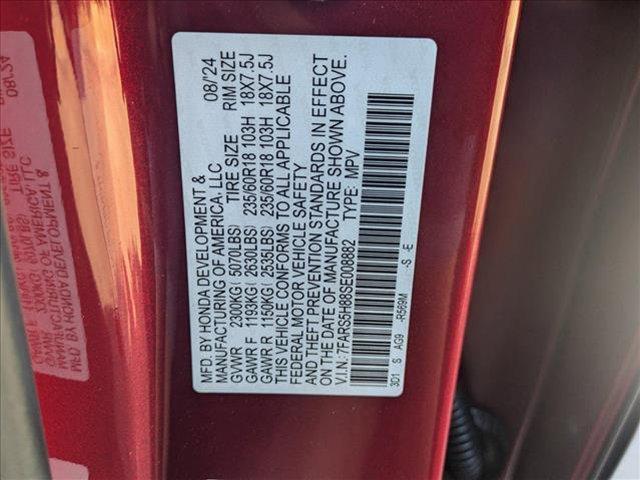 MFD BY HONDA DEVELOPMENT & 08/'24
MANUFACTURING OF AMERICA, LLC
GVWR 2300KG( 5070LBS) TIRE SIZE RIM SIZE
GAWR F 1193KG( 2630LBS) 235/60R18 103H 18X7.5J
GAWR R 1150KG( 2535LBS) 235/60R18 103H 18X7.5J
THIS VEHICLE CONFORMS TO ALL APPLICABLE
FEDERAL MOTOR VEHICLE SAFETY
AND THEFT PREVENTION STANDARDS IN EFFECT
ON THE DATE OF MANUFACTURE SHOWN ABOVE.
V.I.N.: 7FARS6H88SE008882 TYPE: MPV
3D1 S AG9 -R569M -S -E